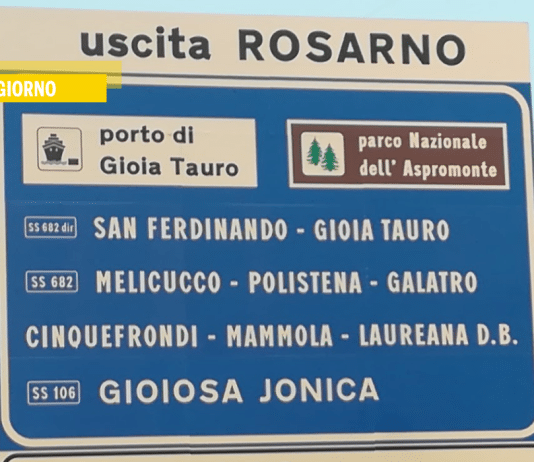 uscita ROSARNO
GIORNO
porto di
Gioia Tauro
parco Nazionale
dell' Aspromonte
SS 682 dir SAN FERDINANDO - GIOIA TAURO
SS 682 MELICUCCO - POLISTENA - GALATRO
CINQUEFRONDI - MAMMOLA - LAUREANA D.B.
SS 106 GIOIOSA JONICA